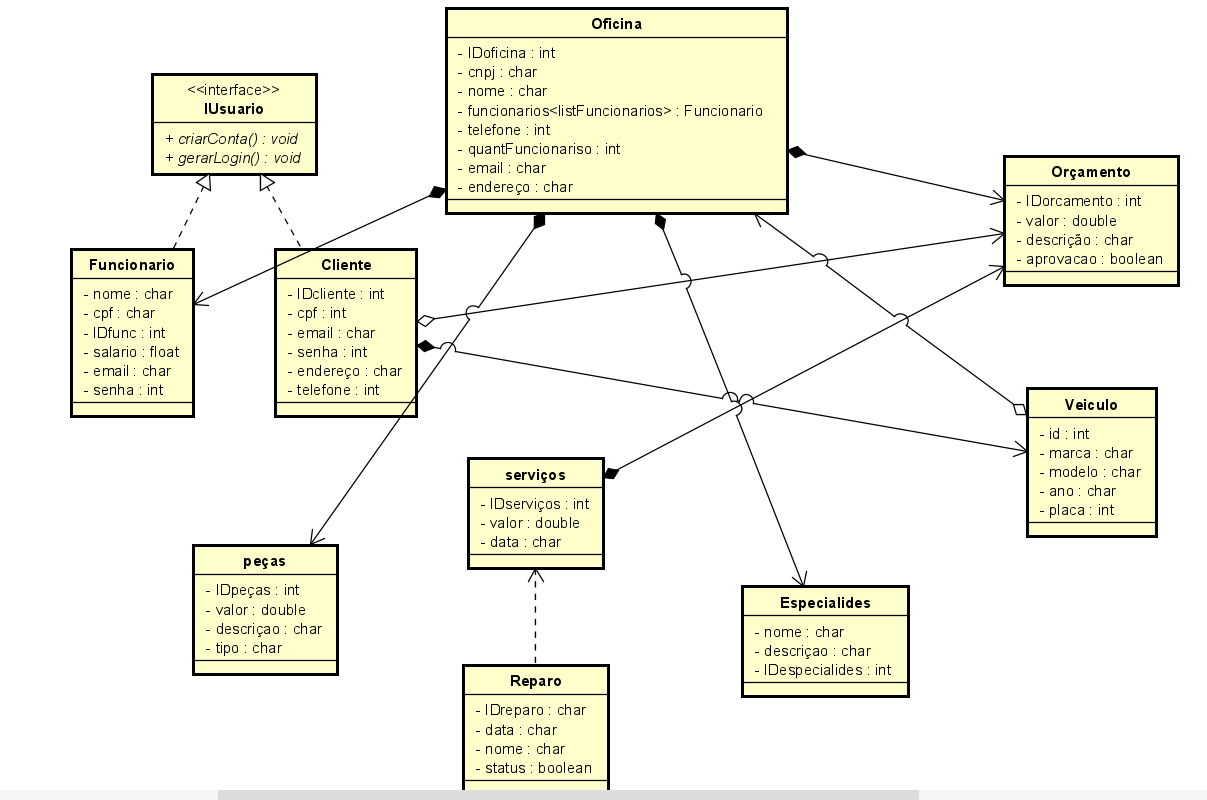 Oficina
- IDoficina : int
- cnpj : char
- nome : char
- funcionarios<listFuncionarios> : Funcionario
- telefone : int
- quantFuncionariso : int
- email : char
- endereço : char
<<interface>>
IUsuario
+ criarConta() : void
+ gerarLogin() : void
Orçamento
- IDorcamento : int
- valor : double
- descrição : char
- aprovacao : boolean
Funcionario
- nome : char
- cpf : char
- IDfunc : int
- salario : float
- email : char
- senha : int
Cliente
- IDcliente : int
- cpf : int
- email : char
- senha : int
- endereço : char
- telefone : int
Veiculo
- id : int
- marca : char
- modelo : char
- ano : char
- placa : int
serviços
- IDserviços : int
- valor : double
- data : char
peças
- IDpeças : int
- valor : double
- descriçao : char
- tipo : char
Especialides
- nome : char
- descriçao : char
- IDespecialides : int
Reparo
- IDreparo : char
- data : char
- nome : char
- status : boolean